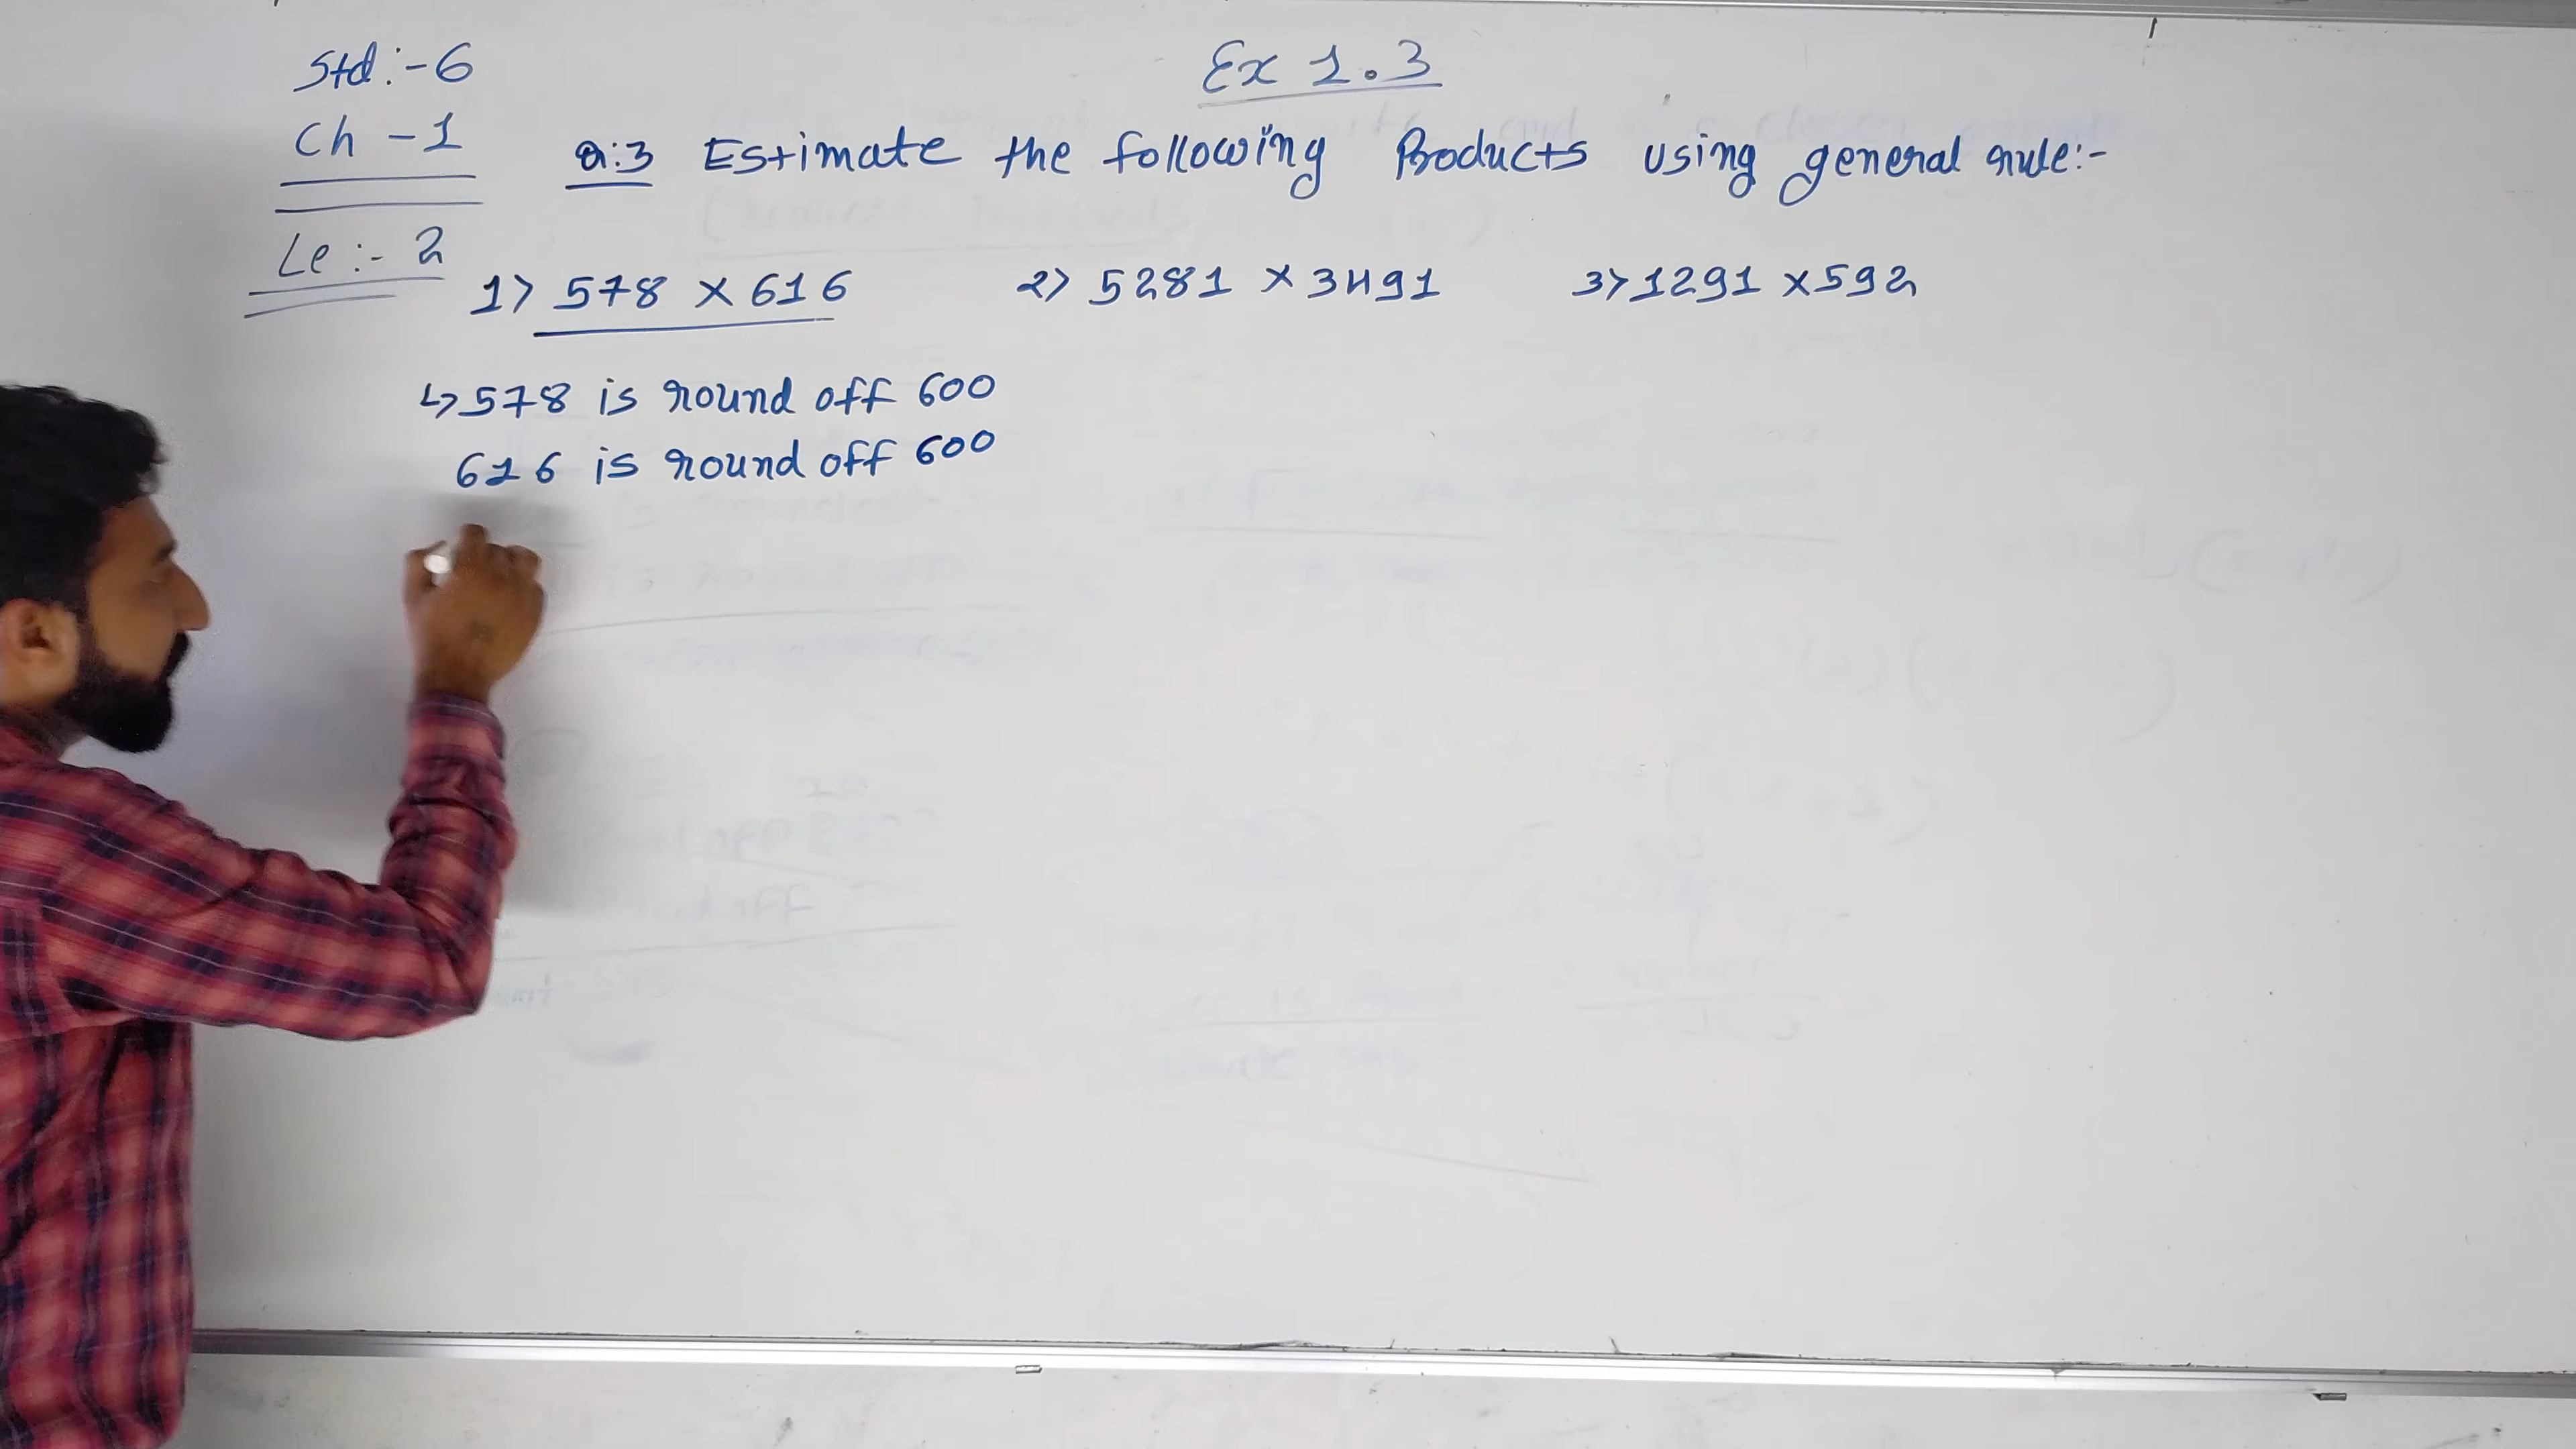 Std:-6
Ch-1
Le:-2
Ex 1.3
Q:3 Estimate the following Products using general rule:-
1> 578 × 616
2> 5281 × 3491
3> 1291 × 592
↳ 578 is round off 600
616 is round off 600